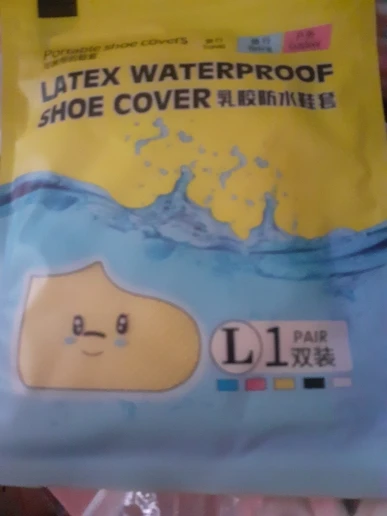 Portable shoe covers
LATEX WATERPROOF
SHOE COVER 乳胶防水鞋套
L 1 PAIR
双装